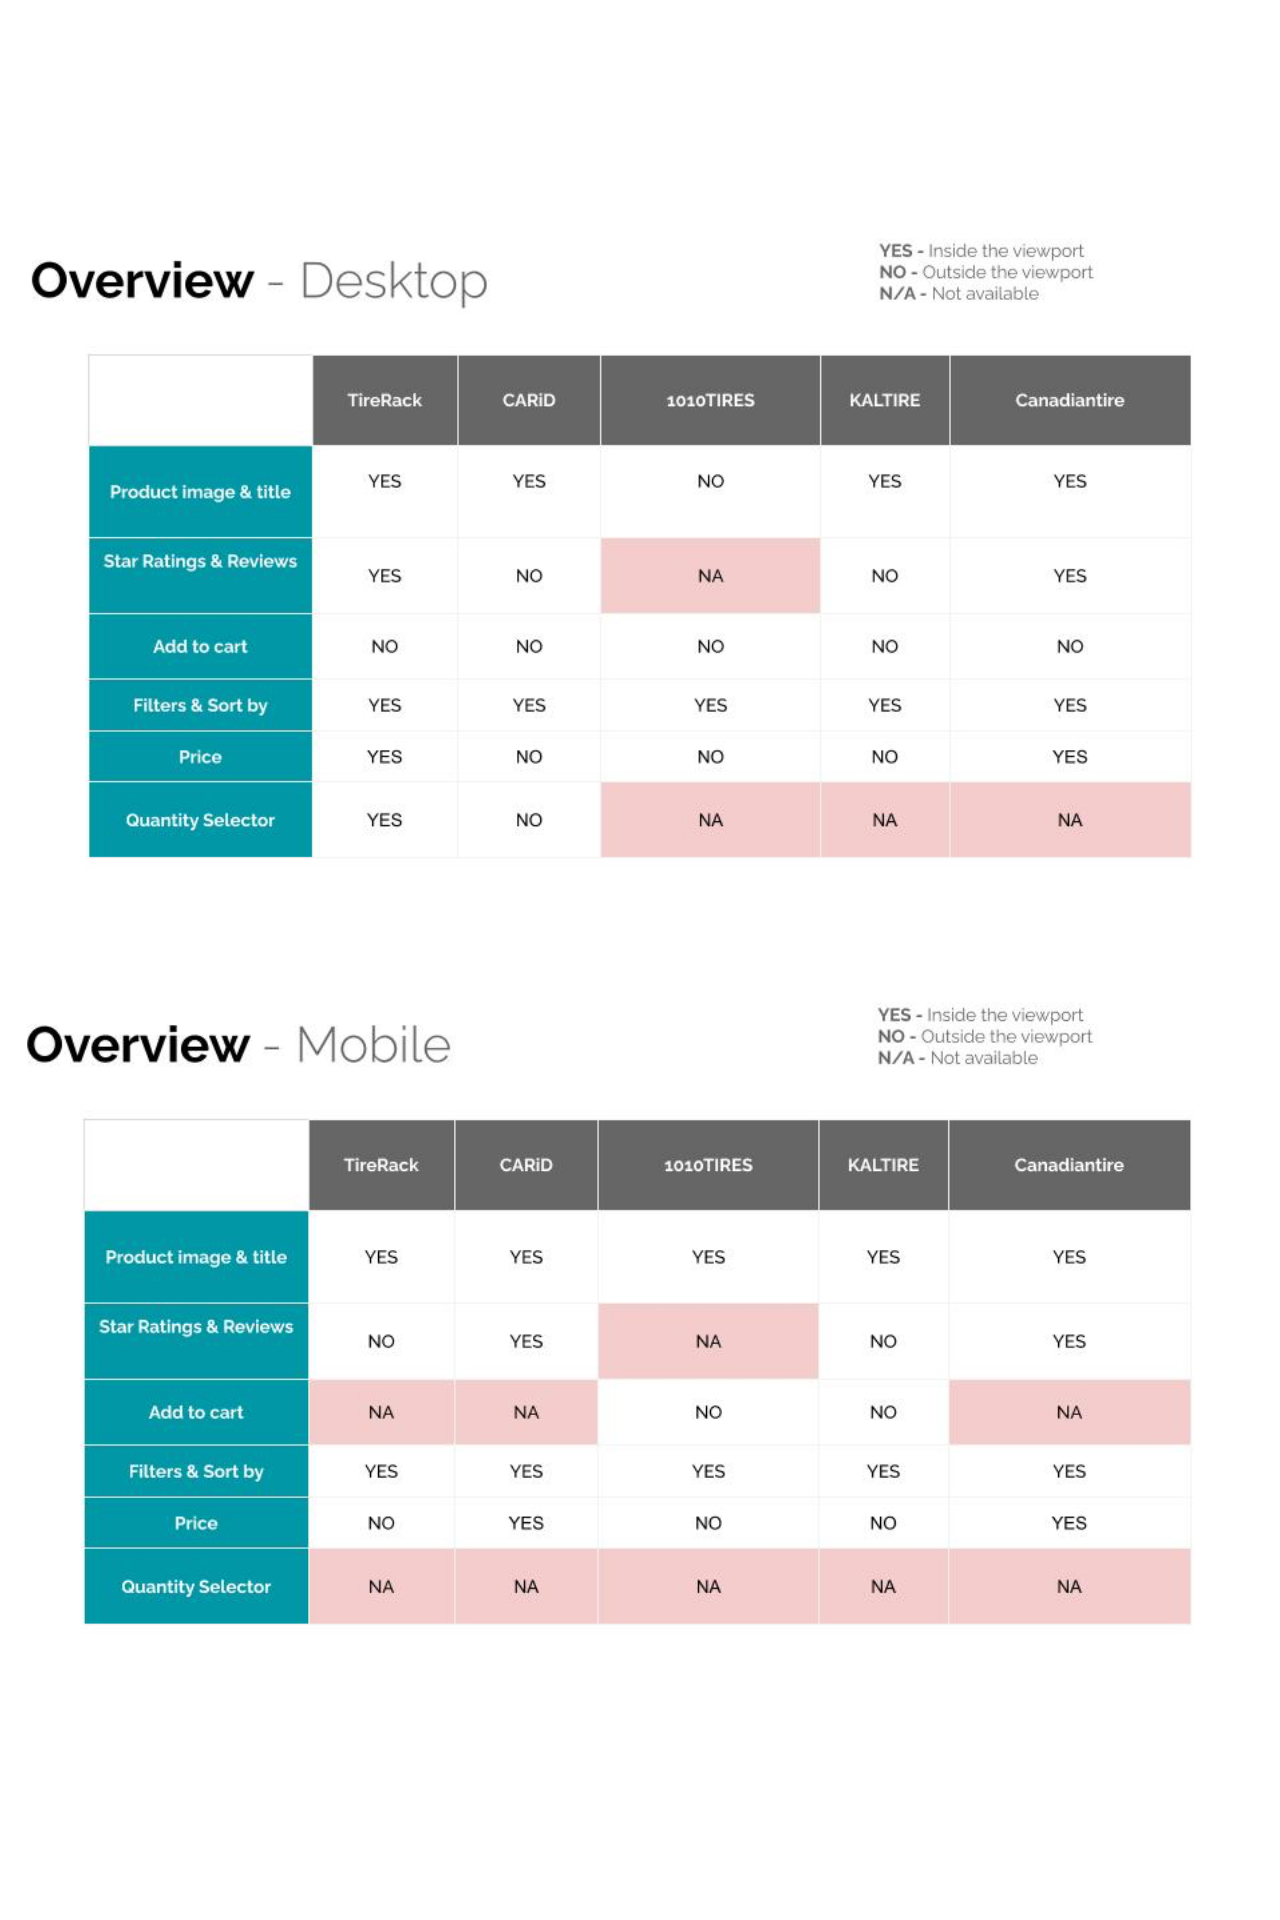 Overview - Desktop
YES - Inside the viewport
NO - Outside the viewport
N/A - Not available
TireRack CARiD 1010TIRES KALTIRE Canadiantire
Product image & title YES YES NO YES YES
Star Ratings & Reviews YES NO NA NO YES
Add to cart NO NO NO NO NO
Filters & Sort by YES YES YES YES YES
Price YES NO NO NO YES
Quantity Selector YES NO NA NA NA
Overview - Mobile
YES - Inside the viewport
NO - Outside the viewport
N/A - Not available
TireRack CARiD 1010TIRES KALTIRE Canadiantire
Product image & title YES YES YES YES YES
Star Ratings & Reviews NO YES NA NO YES
Add to cart NA NA NO NO NA
Filters & Sort by YES YES YES YES YES
Price NO YES NO NO YES
Quantity Selector NA NA NA NA NA